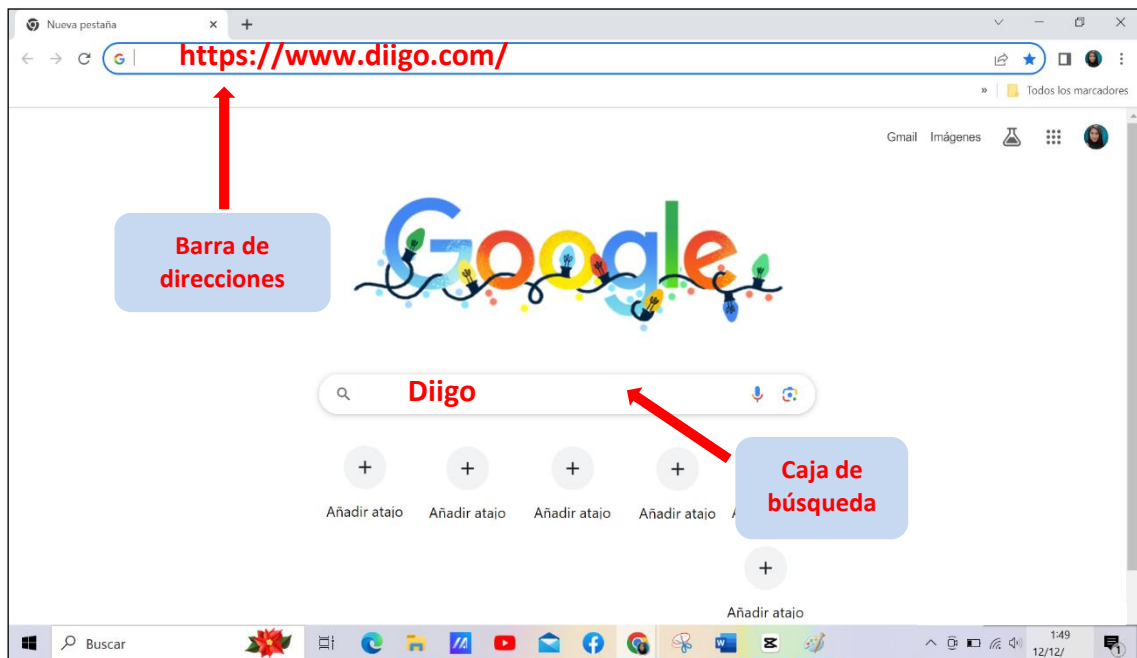 Nueva pestaña
https://www.diigo.com/
Todos los marcadores
Gmail Imágenes
Barra de
direcciones
Google
Diigo
Caja de
búsqueda
Añadir atajo Añadir atajo Añadir atajo Añadir atajo
Añadir atajo
Buscar
1:49
12/12/